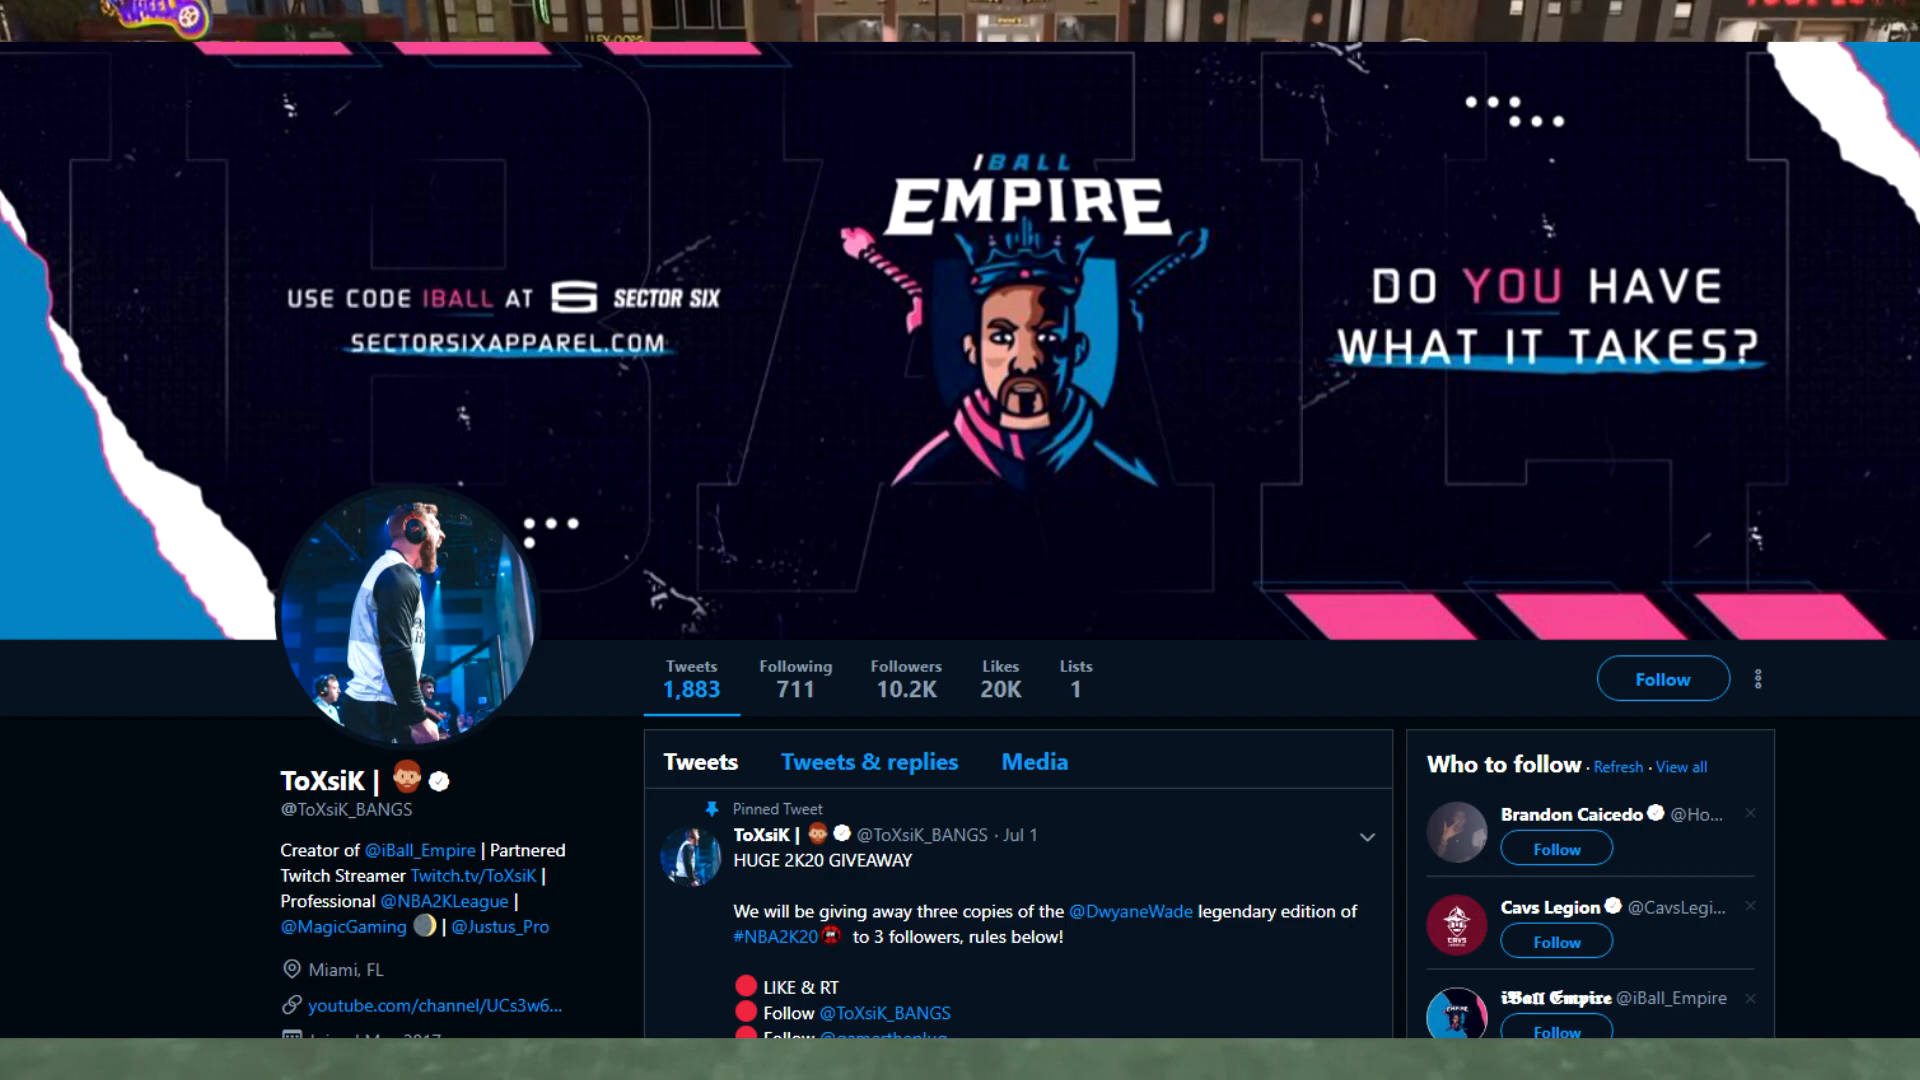 IBALL
EMPIRE
USE CODE IBALL AT SECTOR SIX
SECTORSIXAPPAREL.COM
DO YOU HAVE
WHAT IT TAKES?
Tweets
1,883
Following
711
Followers
10.2K
Likes
20K
Lists
1
Follow
ToXsiK |
@ToXsiK_BANGS
Creator of @iBall_Empire | Partnered
Twitch Streamer Twitch.tv/ToXsiK |
Professional @NBA2KLeague |
@MagicGaming | @Justus_Pro
Miami, FL
youtube.com/channel/UCs3w6...
Tweets Tweets & replies Media
Pinned Tweet
ToXsiK | @ToXsiK_BANGS · Jul 1
HUGE 2K20 GIVEAWAY
We will be giving away three copies of the @DwyaneWade legendary edition of
#NBA2K20 to 3 followers, rules below!
LIKE & RT
Follow @ToXsiK_BANGS
Follow @gamertheplug
Who to follow · Refresh · View all
Brandon Caicedo @Ho...
Follow
Cavs Legion @CavsLegi...
Follow
iBall Empire @iBall_Empire
Follow